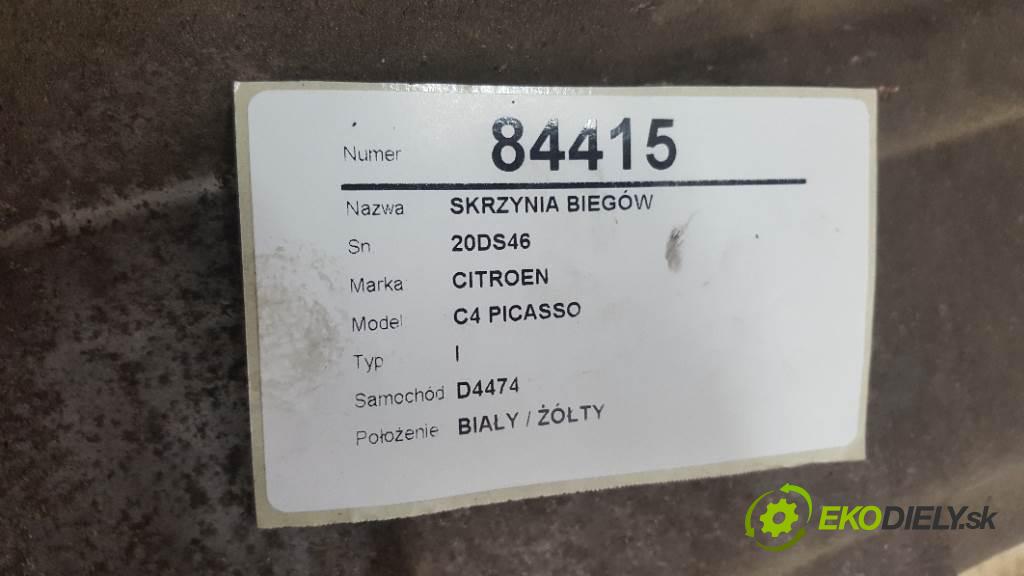 Numer 84415
Nazwa SKRZYNIA BIEGÓW
Sn 20DS46
Marka CITROEN
Model C4 PICASSO
Typ I
Samochód D4474
Położenie BIAŁY / ŻÓŁTY
EKODIELY.sk